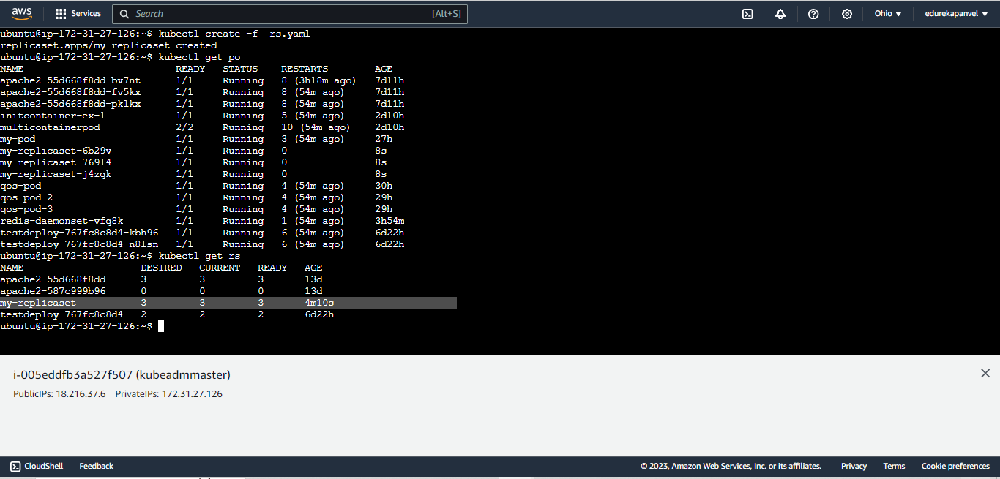 aws Services Search [Alt+S] Ohio ▼ edurekapanvel ▼
ubuntu@ip-172-31-27-126:~$ kubectl create -f  rs.yaml
replicaset.apps/my-replicaset created
ubuntu@ip-172-31-27-126:~$ kubectl get po
NAME                          READY   STATUS    RESTARTS        AGE
apache2-55d668f8dd-bv7nt      1/1     Running   8 (3h18m ago)   7d11h
apache2-55d668f8dd-fv5kx      1/1     Running   8 (54m ago)     7d11h
apache2-55d668f8dd-pklkx      1/1     Running   8 (54m ago)     7d11h
initcontainer-ex-1            1/1     Running   5 (54m ago)     2d10h
multicontainerpod             2/2     Running   10 (54m ago)    2d10h
my-pod                        1/1     Running   3 (54m ago)     27h
my-replicaset-6b29v           1/1     Running   0               8s
my-replicaset-769l4           1/1     Running   0               8s
my-replicaset-j4zqk           1/1     Running   0               8s
qos-pod                       1/1     Running   4 (54m ago)     30h
qos-pod-2                     1/1     Running   4 (54m ago)     29h
qos-pod-3                     1/1     Running   4 (54m ago)     29h
redis-daemonset-vfq8k         1/1     Running   1 (54m ago)     3h54m
testdeploy-767fc8c8d4-kbh96   1/1     Running   6 (54m ago)     6d22h
testdeploy-767fc8c8d4-n8lsn   1/1     Running   6 (54m ago)     6d22h
ubuntu@ip-172-31-27-126:~$ kubectl get rs
NAME                    DESIRED   CURRENT   READY   AGE
apache2-55d668f8dd      3         3         3       13d
apache2-587c999b96      0         0         0       13d
my-replicaset           3         3         3       4m10s
testdeploy-767fc8c8d4   2         2         2       6d22h
ubuntu@ip-172-31-27-126:~$
i-005eddfb3a527f507 (kubeadmmaster)
PublicIPs: 18.216.37.6 PrivateIPs: 172.31.27.126
CloudShell Feedback © 2023, Amazon Web Services, Inc. or its affiliates. Privacy Terms Cookie preferences